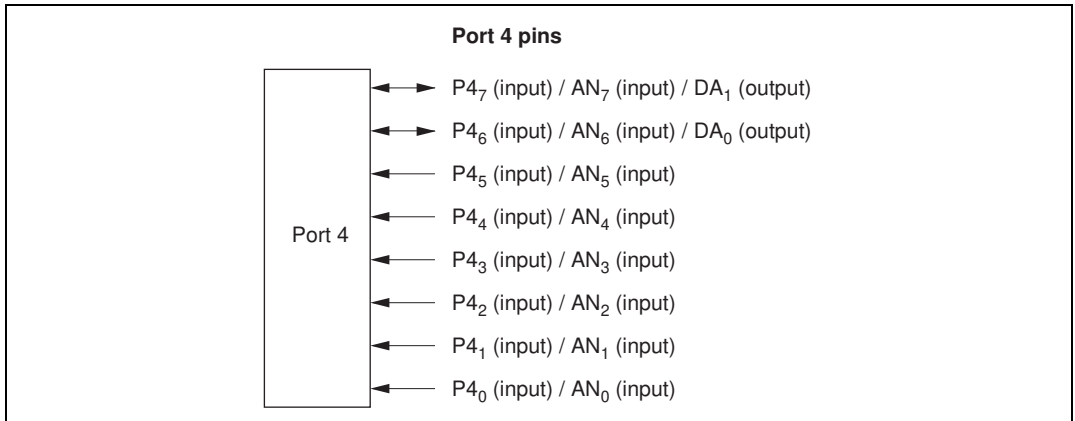 Port 4 pins
P4₇ (input) / AN₇ (input) / DA₁ (output)
P4₆ (input) / AN₆ (input) / DA₀ (output)
P4₅ (input) / AN₅ (input)
P4₄ (input) / AN₄ (input)
Port 4
P4₃ (input) / AN₃ (input)
P4₂ (input) / AN₂ (input)
P4₁ (input) / AN₁ (input)
P4₀ (input) / AN₀ (input)